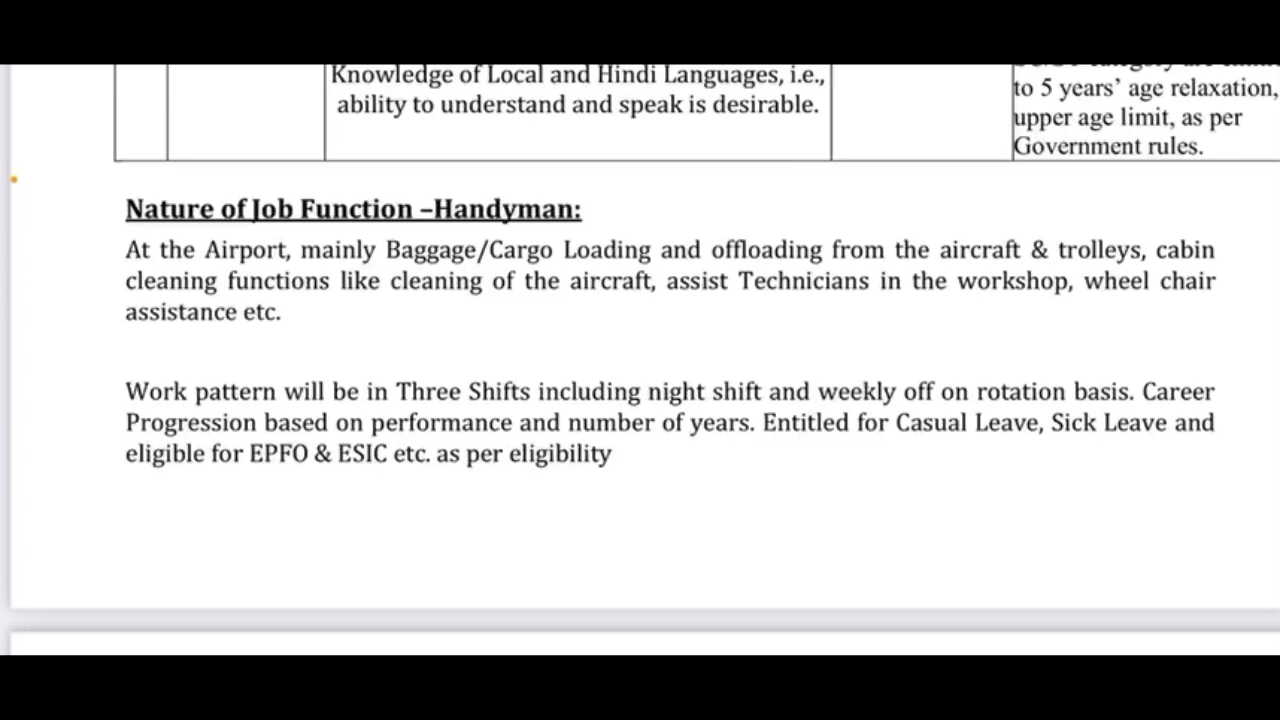 Knowledge of Local and Hindi Languages, i.e.,
ability to understand and speak is desirable.
to 5 years’ age relaxation,
upper age limit, as per
Government rules.
Nature of Job Function –Handyman:
At the Airport, mainly Baggage/Cargo Loading and offloading from the aircraft & trolleys, cabin
cleaning functions like cleaning of the aircraft, assist Technicians in the workshop, wheel chair
assistance etc.
Work pattern will be in Three Shifts including night shift and weekly off on rotation basis. Career
Progression based on performance and number of years. Entitled for Casual Leave, Sick Leave and
eligible for EPFO & ESIC etc. as per eligibility